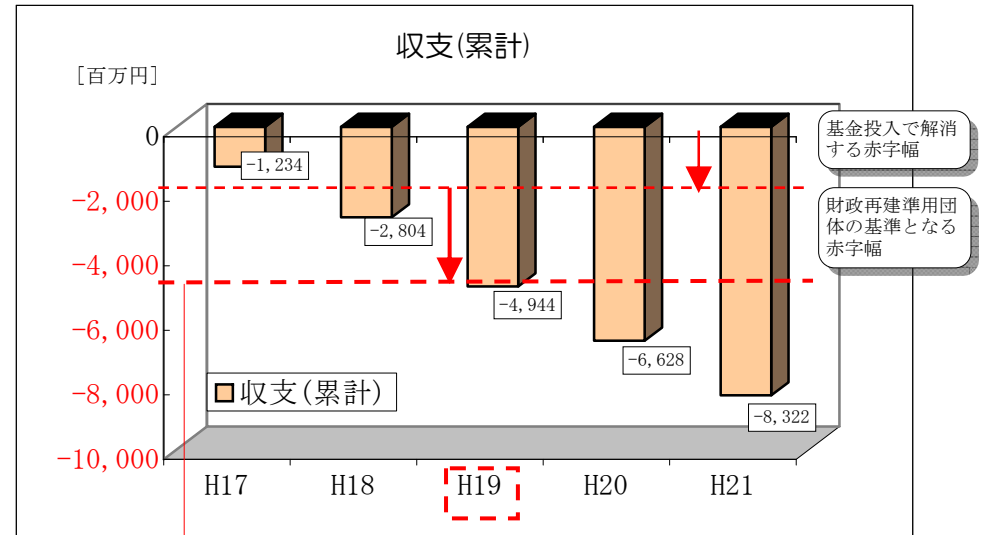 収支(累計)
[百万円]
0
-2,000
-4,000
-6,000
-8,000
-10,000
-1,234
-2,804
-4,944
-6,628
-8,322
基金投入で解消
する赤字幅
財政再建準用団
体の基準となる
赤字幅
収支(累計)
H17
H18
H19
H20
H21